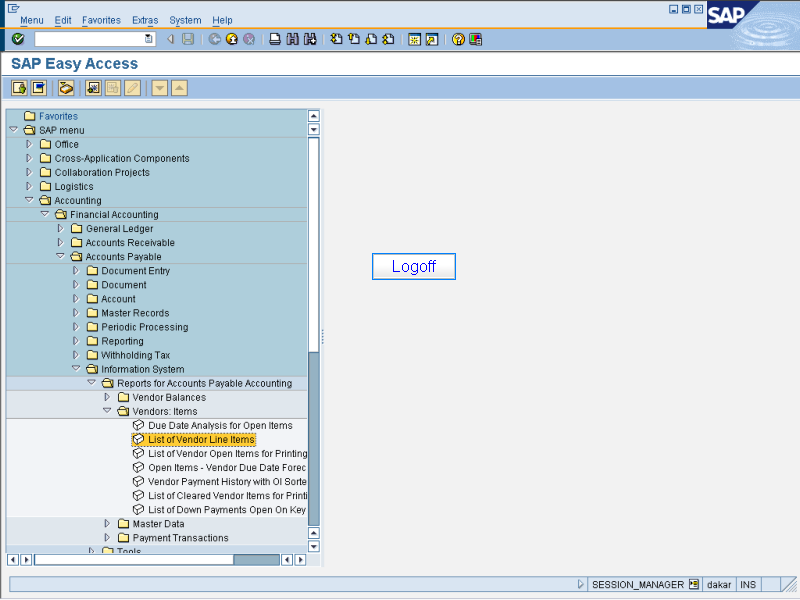 Menu Edit Favorites Extras System Help
SAP
SAP Easy Access
Favorites
SAP menu
Office
Cross-Application Components
Collaboration Projects
Logistics
Accounting
Financial Accounting
General Ledger
Accounts Receivable
Accounts Payable
Document Entry
Document
Account
Master Records
Periodic Processing
Reporting
Withholding Tax
Information System
Reports for Accounts Payable Accounting
Vendor Balances
Vendors: Items
Due Date Analysis for Open Items
List of Vendor Line Items
List of Vendor Open Items for Printing
Open Items - Vendor Due Date Forec
Vendor Payment History with OI Sorte
List of Cleared Vendor Items for Printi
List of Down Payments Open On Key
Master Data
Payment Transactions
Tools
Logoff
SESSION_MANAGER dakar INS